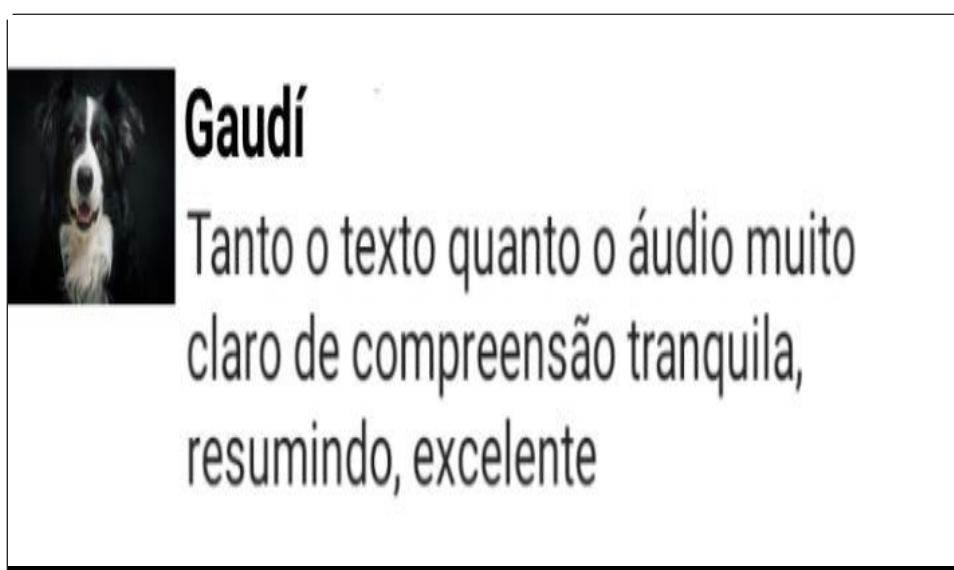 Gaudí
Tanto o texto quanto o áudio muito
claro de compreensão tranquila,
resumindo, excelente